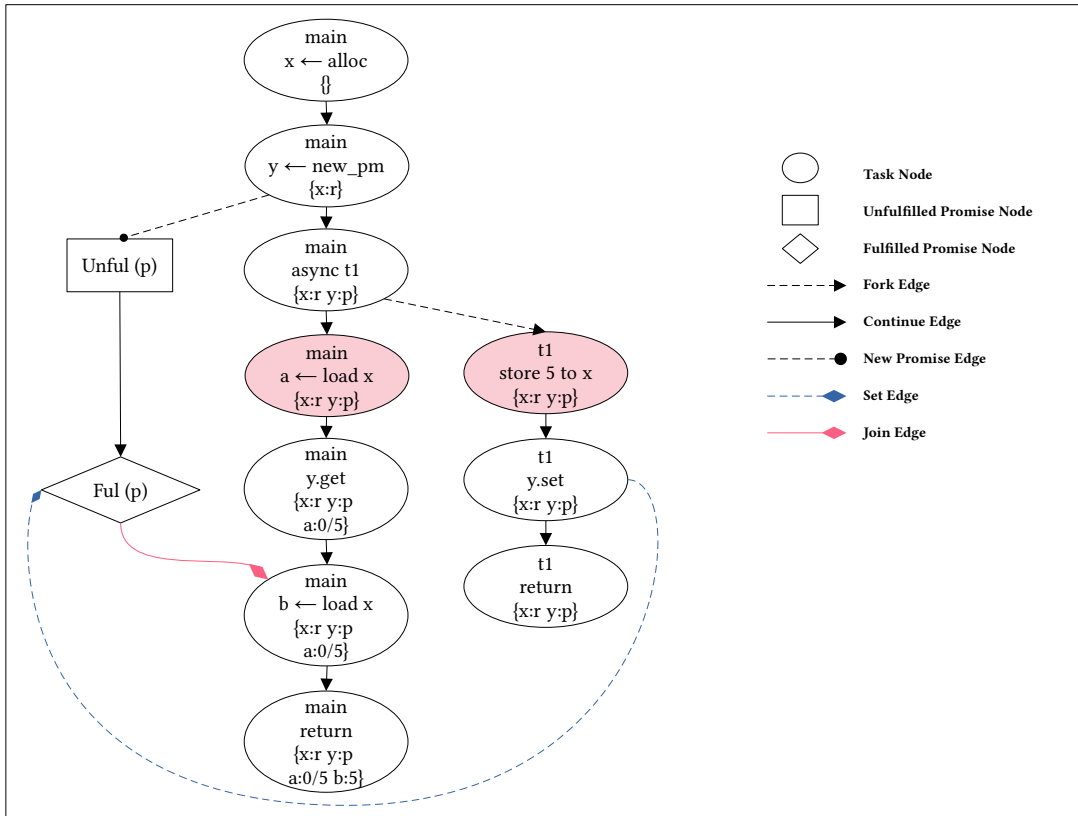 main
x ← alloc
{}
main
y ← new_pm
{x:r}
Unful (p)
main
async t1
{x:r y:p}
main
a ← load x
{x:r y:p}
t1
store 5 to x
{x:r y:p}
Ful (p)
main
y.get
{x:r y:p
a:0/5}
t1
y.set
{x:r y:p}
main
b ← load x
{x:r y:p
a:0/5}
t1
return
{x:r y:p}
main
return
{x:r y:p
a:0/5 b:5}
Task Node
Unfulfilled Promise Node
Fulfilled Promise Node
Fork Edge
Continue Edge
New Promise Edge
Set Edge
Join Edge